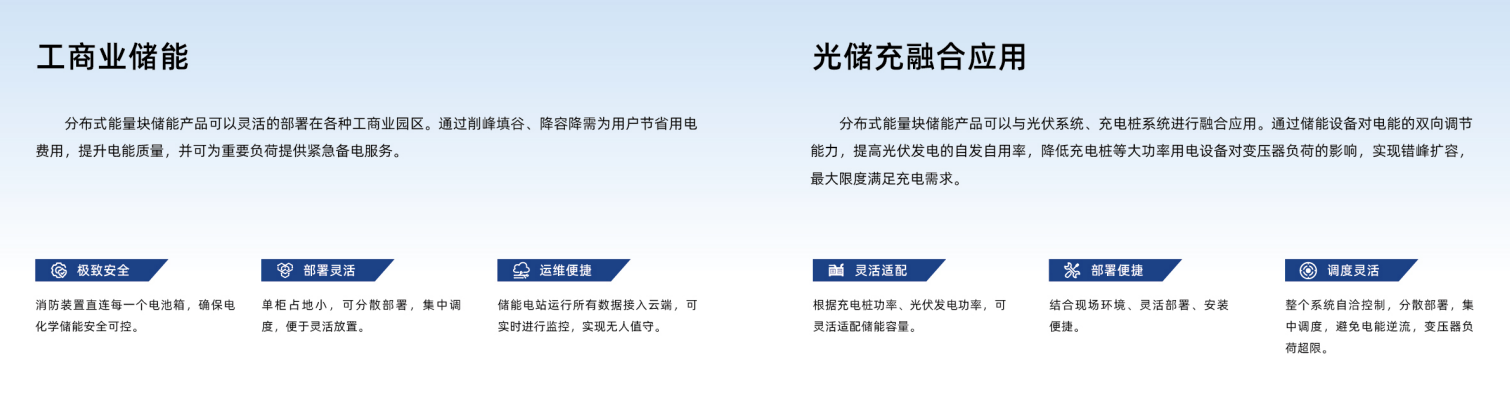 工商业储能
分布式能量块储能产品可以灵活的部署在各种工商业园区。通过削峰填谷、降容降需为用户节省用电
费用，提升电能质量，并可为重要负荷提供紧急备电服务。
极致安全
消防装置直连每一个电池箱，确保电
化学储能安全可控。
部署灵活
单柜占地小，可分散部署，集中调
度，便于灵活放置。
运维便捷
储能电站运行所有数据接入云端，可
实时进行监控，实现无人值守。
光储充融合应用
分布式能量块储能产品可以与光伏系统、充电桩系统进行融合应用。通过储能设备对电能的双向调节
能力，提高光伏发电的自发自用率，降低充电桩等大功率用电设备对变压器负荷的影响，实现错峰扩容，
最大限度满足充电需求。
灵活适配
根据充电桩功率、光伏发电功率，可
灵活适配储能容量。
部署便捷
结合现场环境、灵活部署、安装
便捷。
调度灵活
整个系统自洽控制，分散部署，集
中调度，避免电能逆流，变压器负
荷超限。